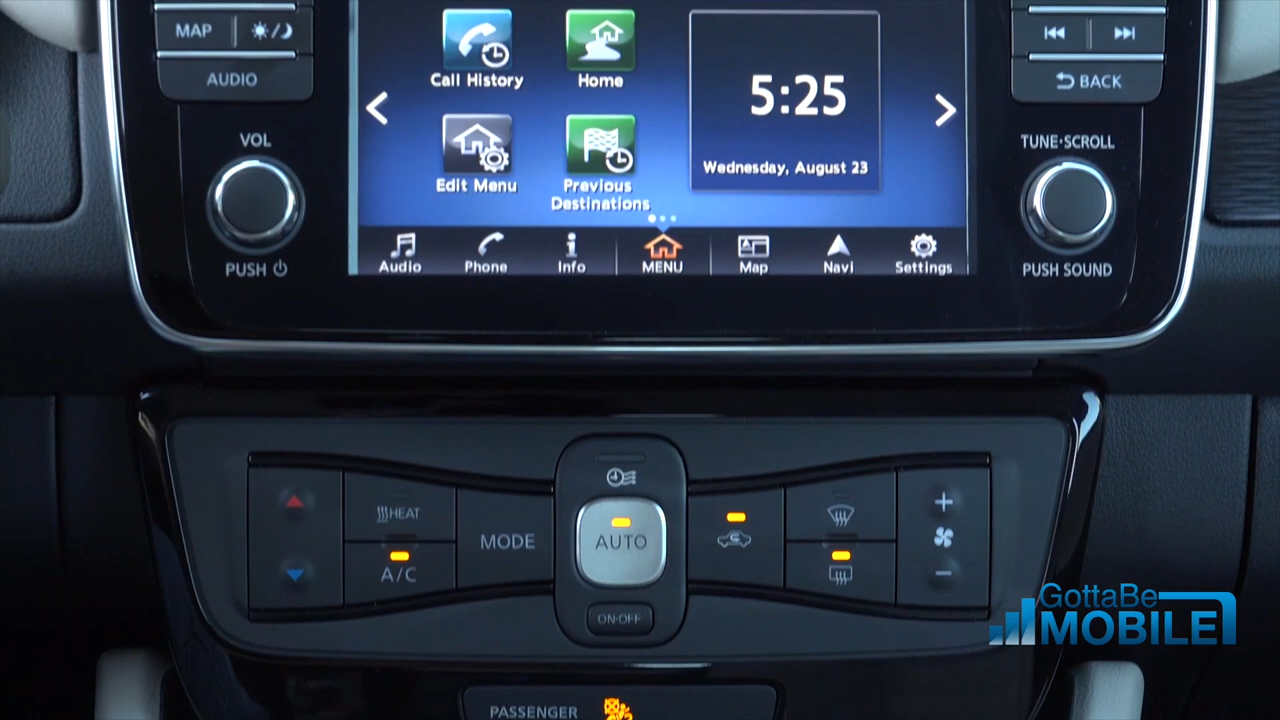 MAP
AUDIO
VOL
PUSH
Call History
Home
Edit Menu
Previous
Destinations
5:25
Wednesday, August 23
Audio
Phone
Info
MENU
Map
Navi
Settings
BACK
TUNE·SCROLL
PUSH SOUND
HEAT
A/C
MODE
AUTO
ON·OFF
PASSENGER
GottaBe
MOBILE